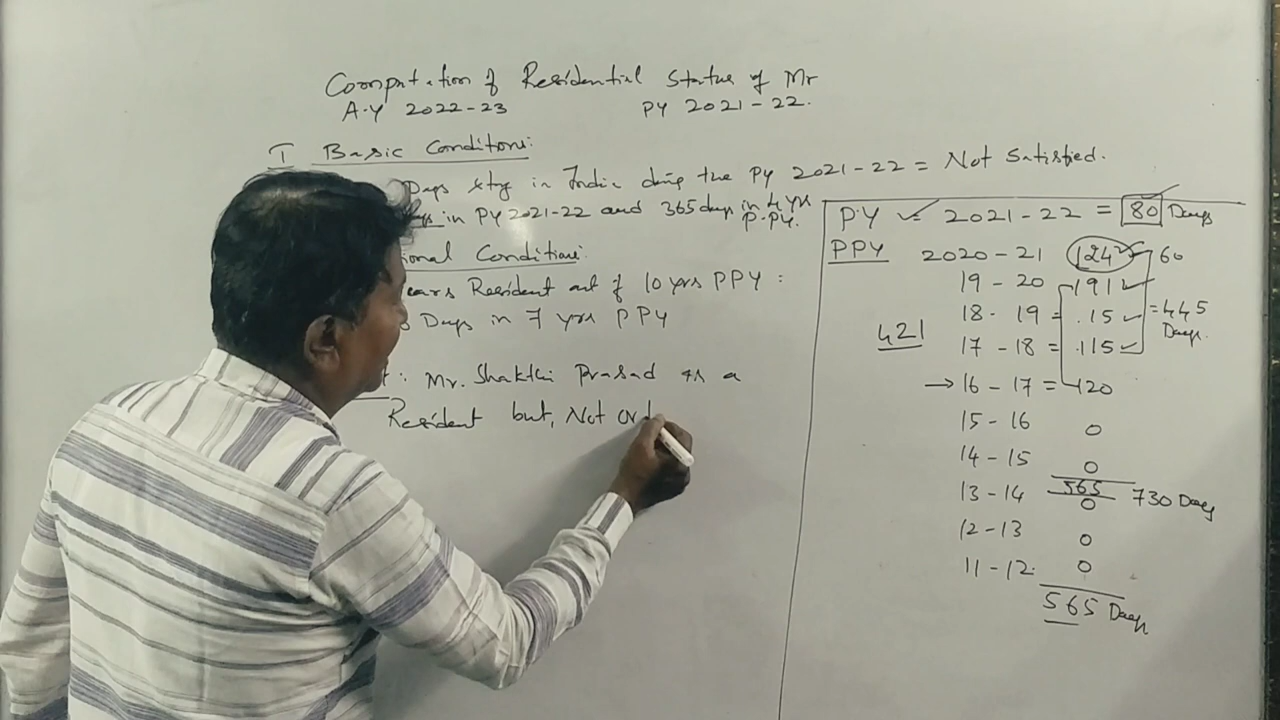 Computation of Residential Status of Mr
A.Y 2022-23 PY 2021-22.
I Basic Conditions:
Days stay in India during the PY 2021-22 = Not Satisfied.
in PY 2021-22 and 365 days in 4 yrs P.PY.
onal Conditions:
ears Resident out of 10 yrs PPY :
Days in 7 yrs PPY
: Mr. Shakthi Prasad as a
Resident but, Not ord
P.Y 2021-22 = 80 Days
PPY 2020-21 124 60
19-20 191
18-19 = 15 = 445 Days.
421
17-18 = 115
→ 16-17 = 120
15-16 0
14-15 0
565
13-14 0 730 Days
12-13 0
11-12. 0
565 Days